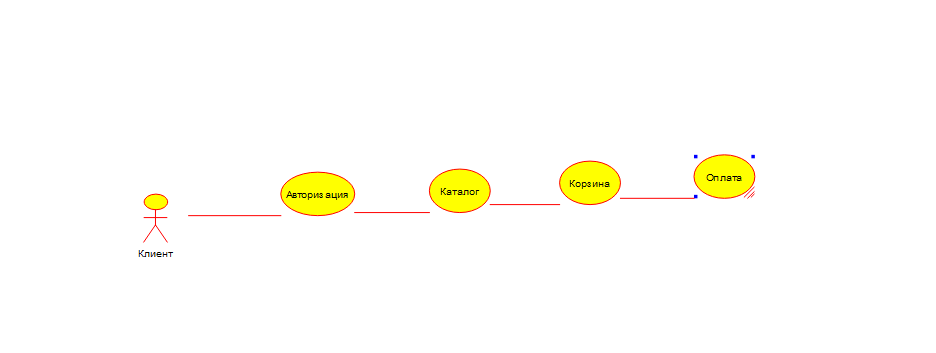 Авторизация
Каталог
Корзина
Оплата
Клиент